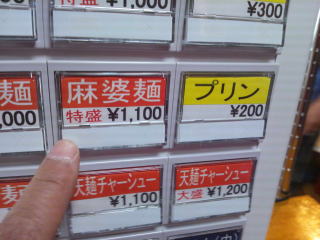 特盛 ¥1,000
¥300
麺
,000
麻婆麺
特盛 ¥1,100
プリン
¥200
麺
天麺チャーシュー
¥1,100
天麺チャーシュー
大盛 ¥1,200